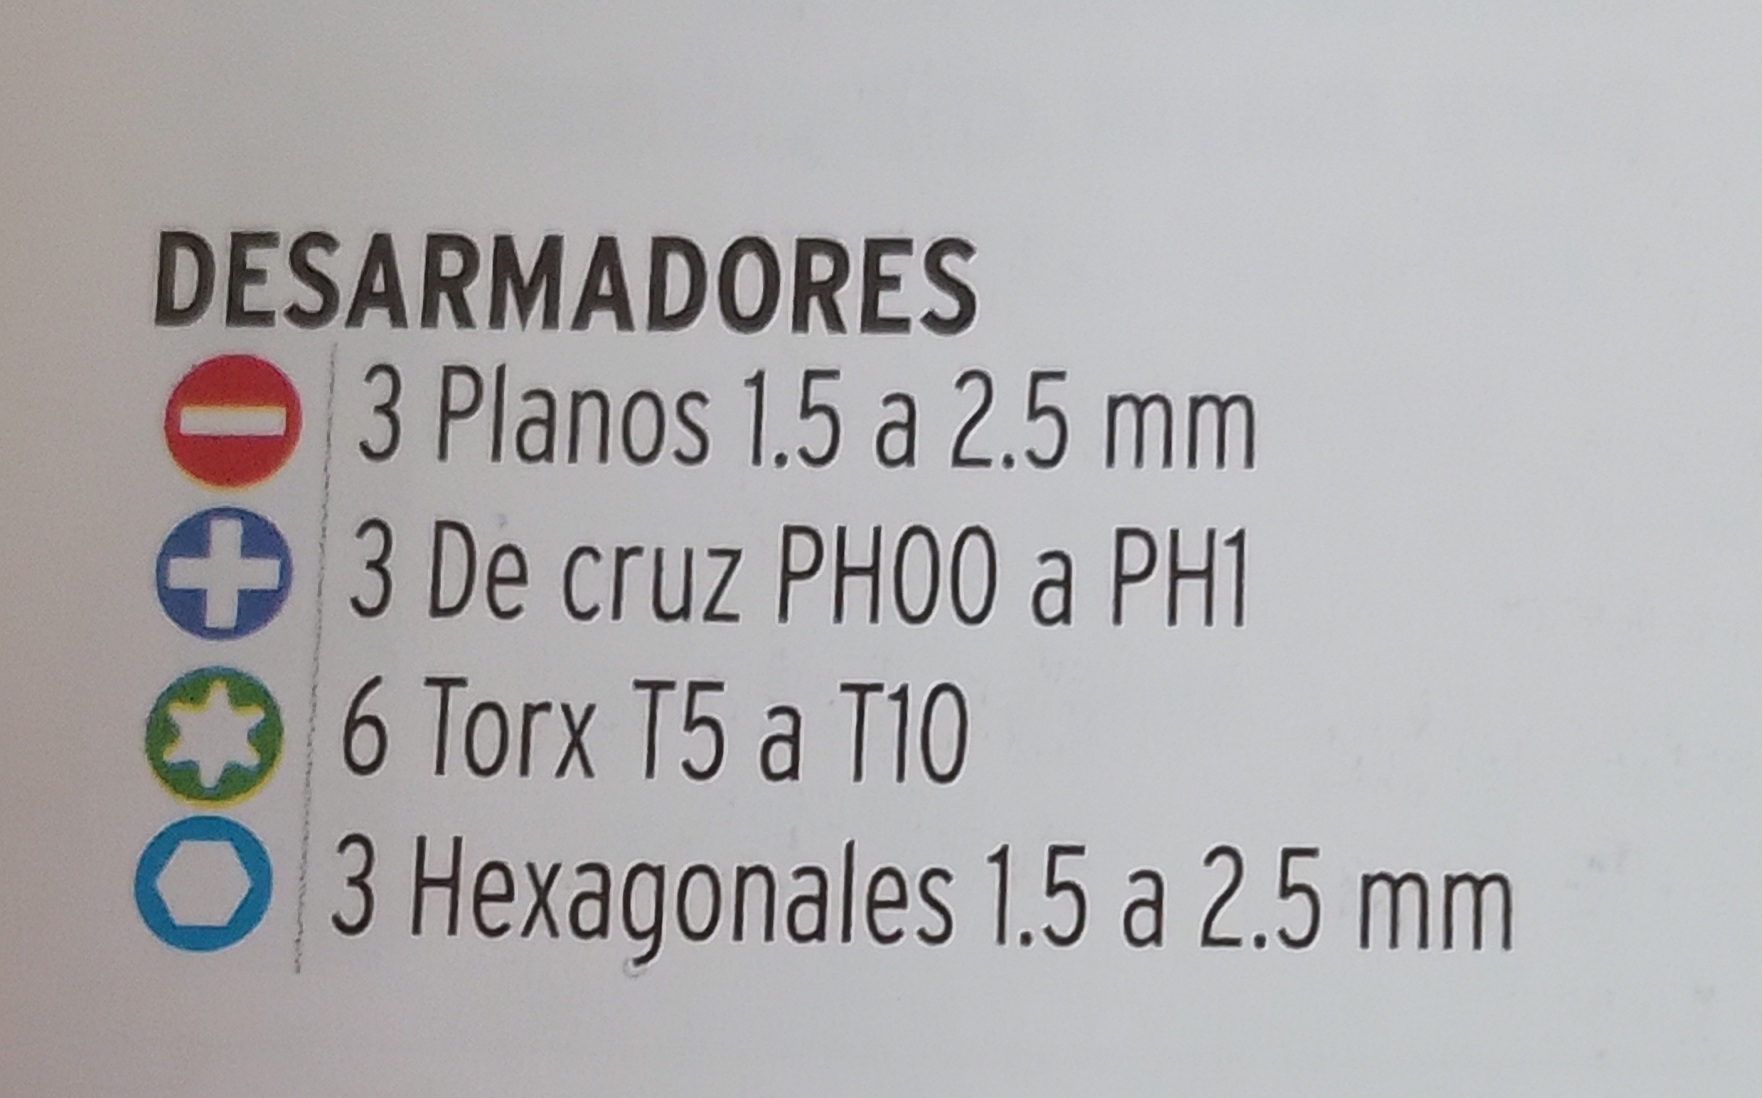 DESARMADORES
3 Planos 1.5 a 2.5 mm
3 De cruz PH00 a PH1
6 Torx T5 a T10
3 Hexagonales 1.5 a 2.5 mm